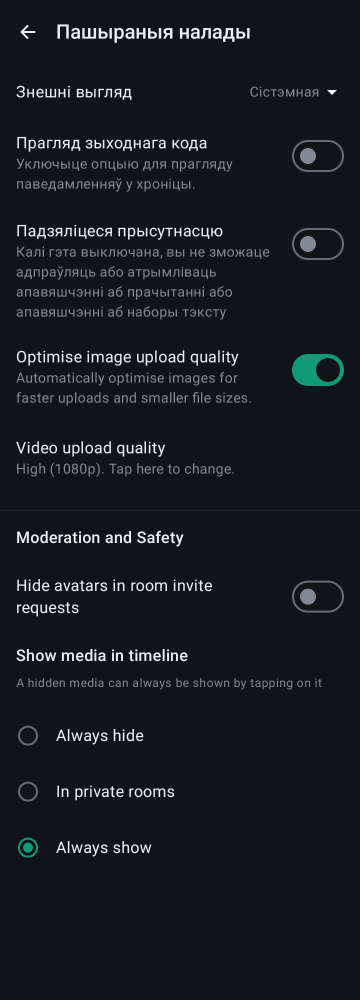 Пашыраныя налады
Знешні выгляд
Сістэмная
Прагляд зыходнага кода
Уключыце опцыю для прагляду
паведамленняў у хроніцы.
Падзяліцеся прысутнасцю
Калі гэта выключана, вы не зможаце
адпраўляць або атрымліваць
апавяшчэнні аб прачытанні або
апавяшчэнні аб наборы тэксту
Optimise image upload quality
Automatically optimise images for
faster uploads and smaller file sizes.
Video upload quality
High (1080p). Tap here to change.
Moderation and Safety
Hide avatars in room invite
requests
Show media in timeline
A hidden media can always be shown by tapping on it
Always hide
In private rooms
Always show